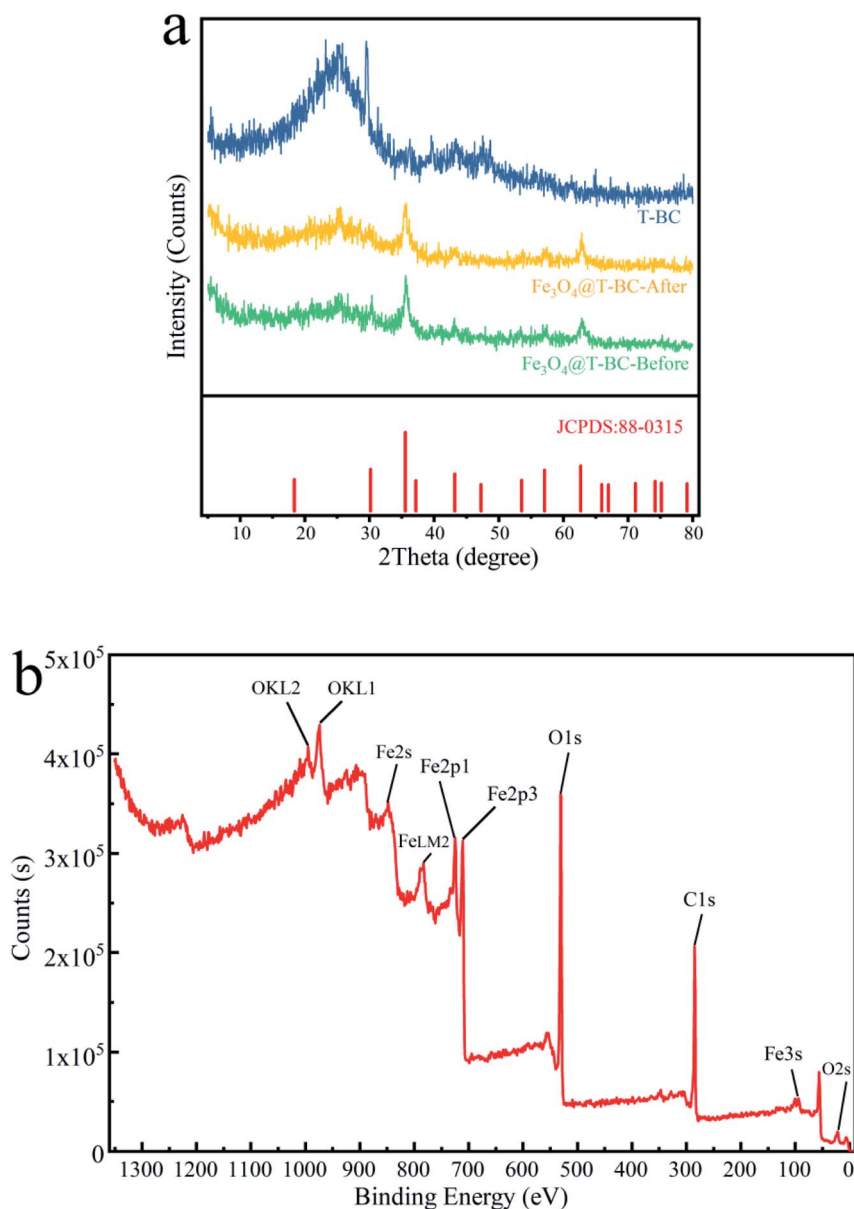 a
Intensity (Counts)
T-BC
Fe₃O₄@T-BC-After
Fe₃O₄@T-BC-Before
JCPDS:88-0315
10 20 30 40 50 60 70 80
2Theta (degree)
b
5x10⁵
4x10⁵
3x10⁵
2x10⁵
1x10⁵
0
Counts (s)
OKL2
OKL1
Fe2s
FeLM2
Fe2p1
Fe2p3
O1s
C1s
Fe3s
O2s
1300 1200 1100 1000 900 800 700 600 500 400 300 200 100 0
Binding Energy (eV)